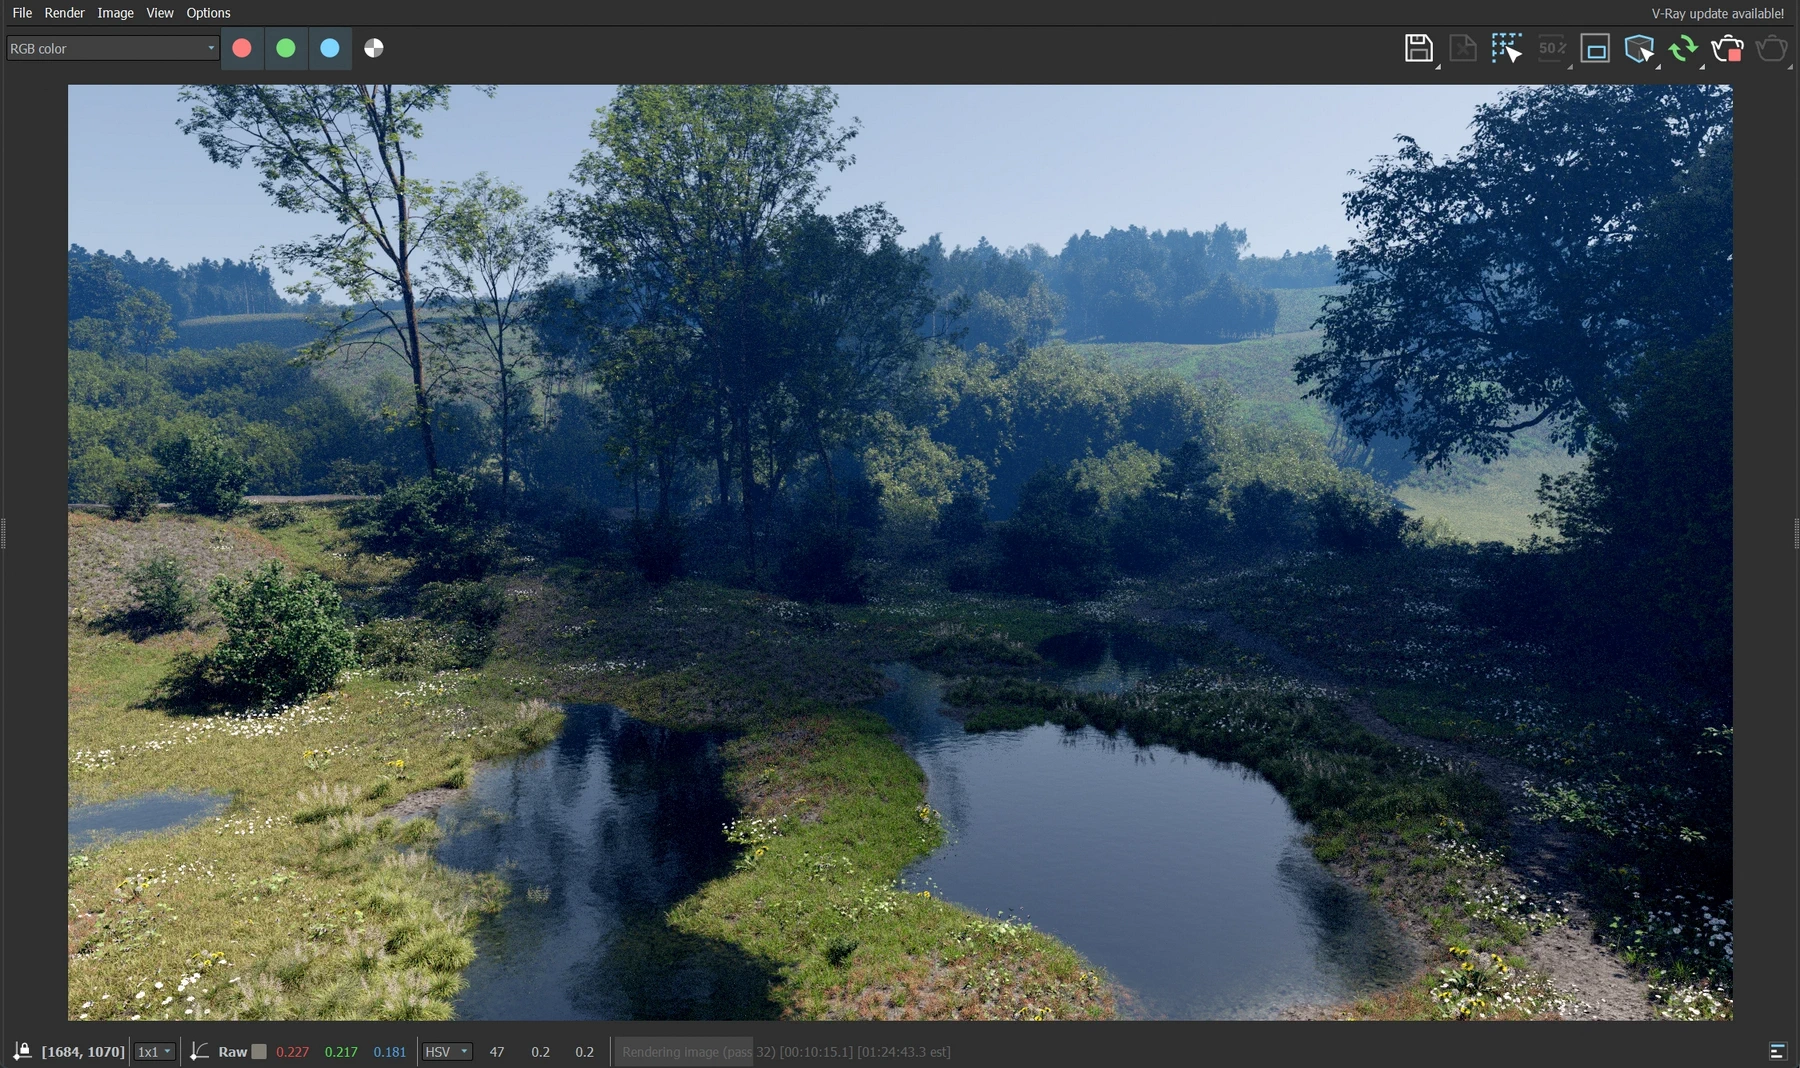 File Render Image View Options
V-Ray update available!
RGB color
50%
[1684, 1070] 1x1 Raw 0.227 0.217 0.181 HSV 47 0.2 0.2 Rendering image (pass 32) [00:10:15.1] [01:24:43.3 est]